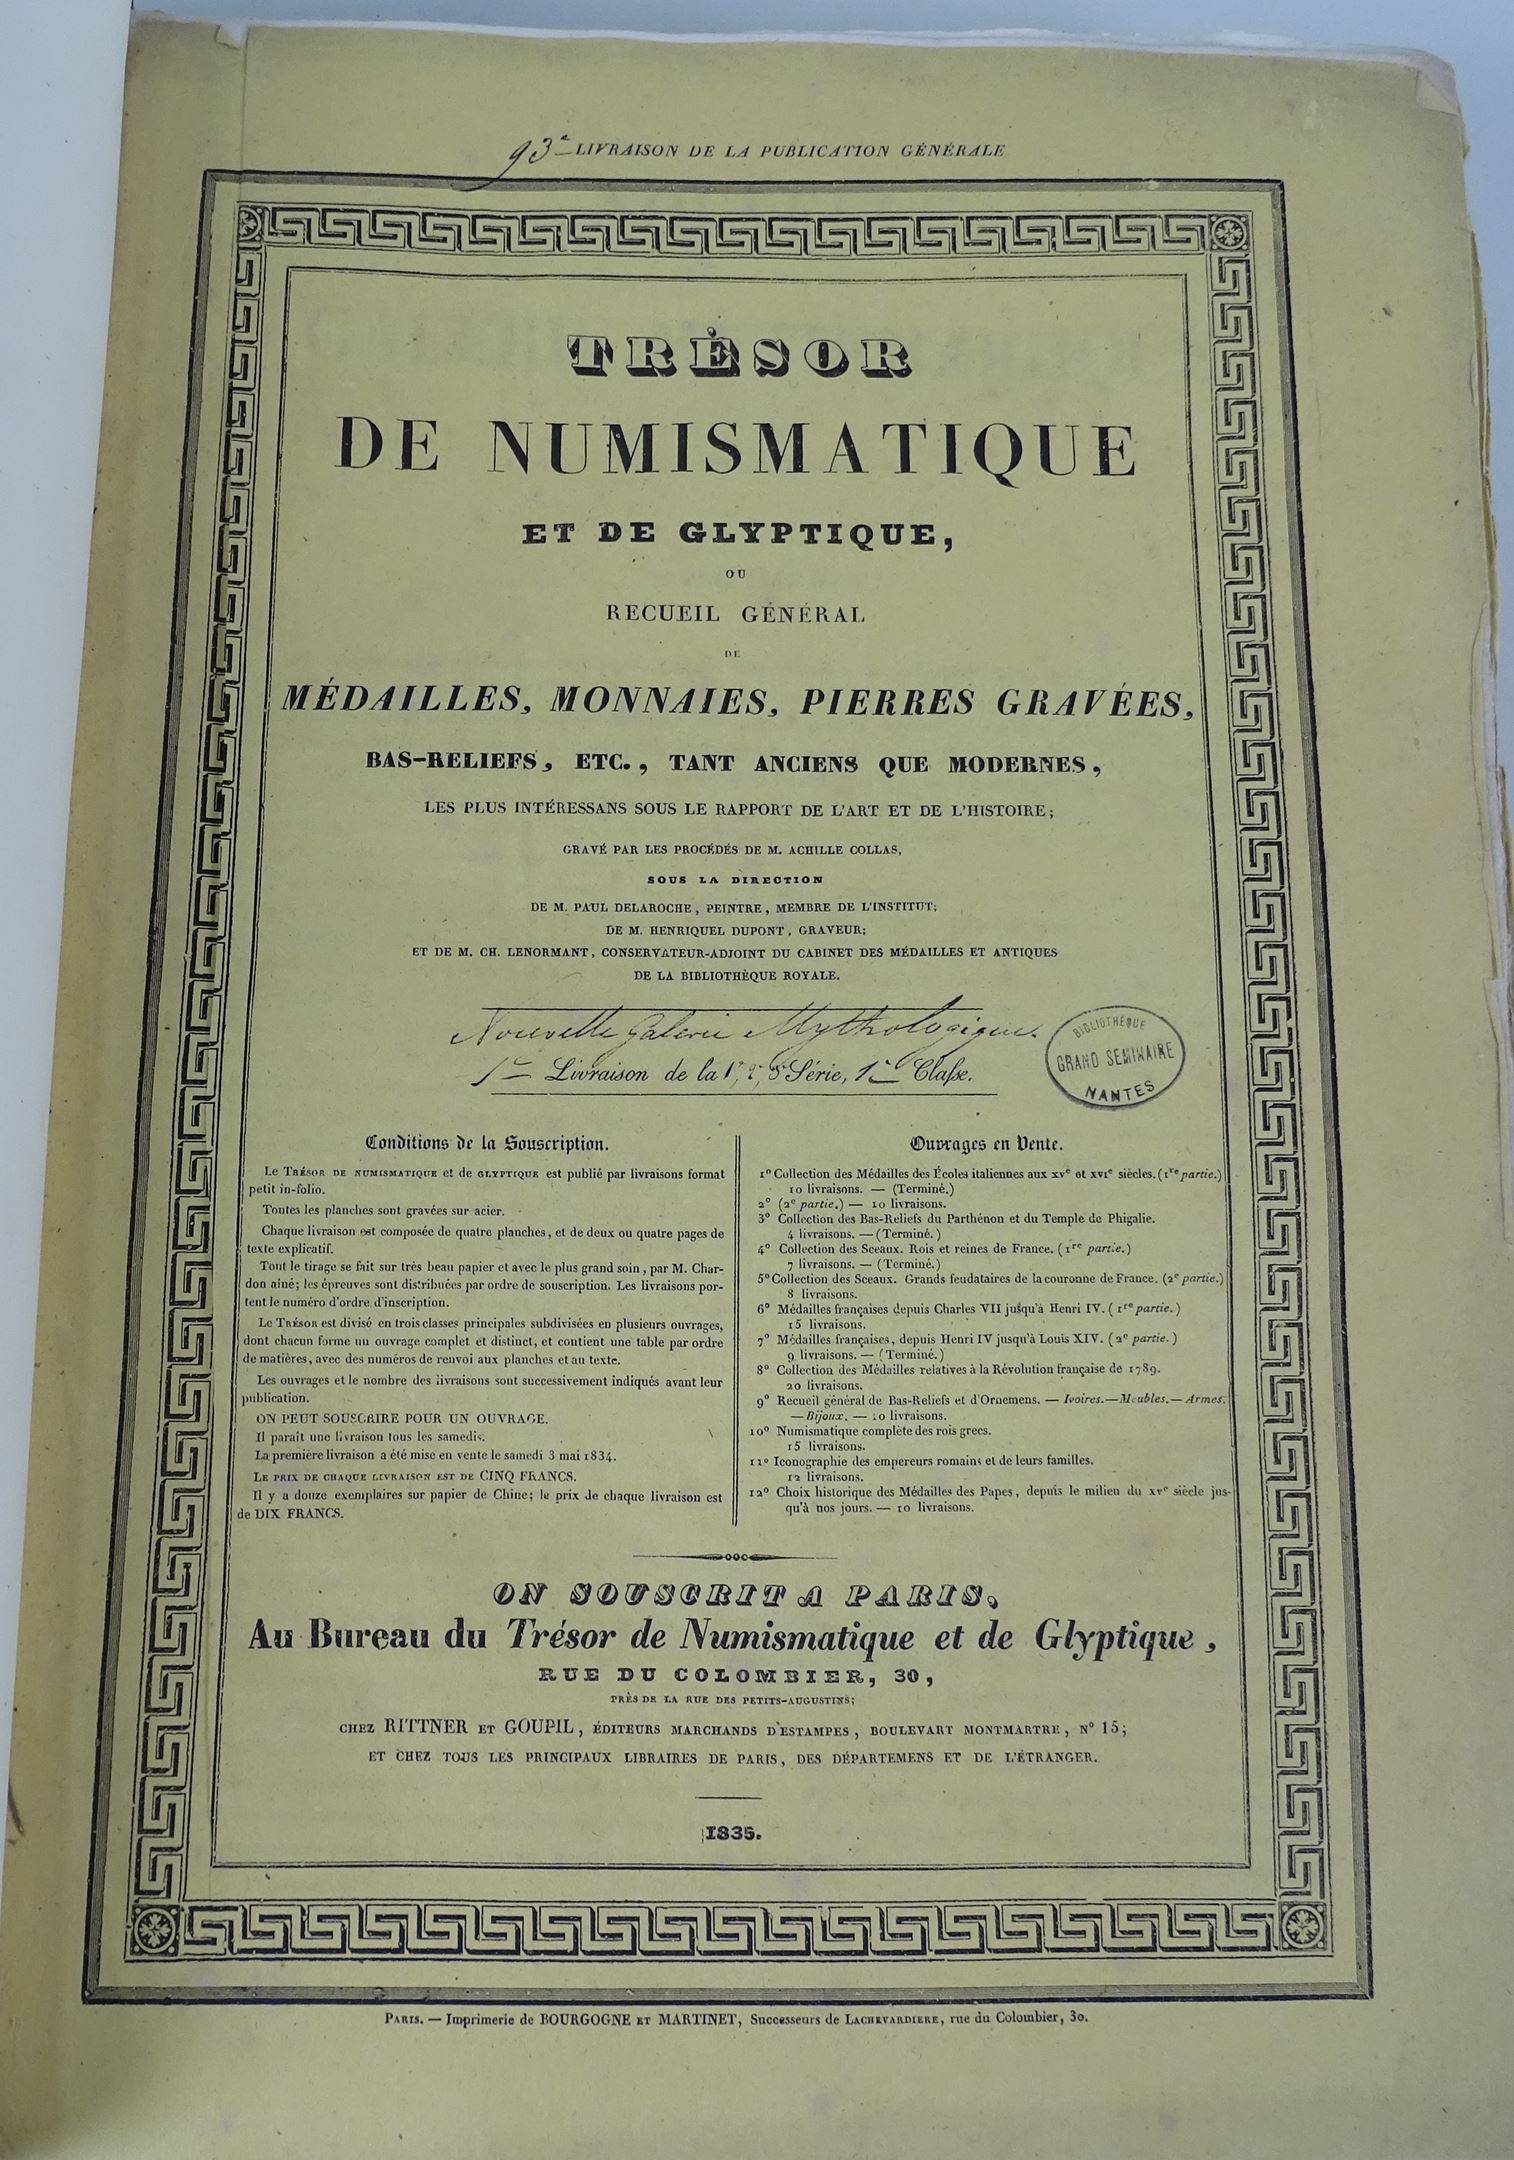 93e LIVRAISON DE LA PUBLICATION GÉNÉRALE
TRÉSOR
DE NUMISMATIQUE
ET DE GLYPTIQUE,
OU
RECUEIL GÉNÉRAL
DE
MÉDAILLES, MONNAIES, PIERRES GRAVÉES,
BAS-RELIEFS, ETC., TANT ANCIENS QUE MODERNES,
LES PLUS INTÉRESSANS SOUS LE RAPPORT DE L'ART ET DE L'HISTOIRE;
GRAVÉ PAR LES PROCÉDÉS DE M. ACHILLE COLLAS,
SOUS LA DIRECTION
DE M. PAUL DELAROCHE, PEINTRE, MEMBRE DE L'INSTITUT;
DE M. HENRIQUEL DUPONT, GRAVEUR;
ET DE M. CH. LENORMANT, CONSERVATEUR-ADJOINT DU CABINET DES MÉDAILLES ET ANTIQUES
DE LA BIBLIOTHÈQUE ROYALE.
Nouvelle Galerie Mythologique.
1re Livraison de la 1re, 2e, 3e Série, 1re Classe.
BIBLIOTHÉQUE
GRAND SEMINAIRE
NANTES
Conditions de la Souscription.
Le TRÉSOR DE NUMISMATIQUE et de GLYPTIQUE est publié par livraisons format
petit in-folio.
Toutes les planches sont gravées sur acier.
Chaque livraison est composée de quatre planches, et de deux ou quatre pages de
texte explicatif.
Tout le tirage se fait sur très beau papier et avec le plus grand soin, par M. Char-
don aîné; les épreuves sont distribuées par ordre de souscription. Les livraisons por-
tent le numéro d'ordre d'inscription.
Le TRÉSOR est divisé en trois classes principales subdivisées en plusieurs ouvrages,
dont chacun forme un ouvrage complet et distinct, et contient une table par ordre
de matières, avec des numéros de renvoi aux planches et au texte.
Les ouvrages et le nombre des livraisons sont successivement indiqués avant leur
publication.
ON PEUT SOUSCRIRE POUR UN OUVRAGE.
Il paraît une livraison tous les samedis.
La première livraison a été mise en vente le samedi 3 mai 1834.
LE PRIX DE CHAQUE LIVRAISON EST DE CINQ FRANCS.
Il y a douze exemplaires sur papier de Chine; le prix de chaque livraison est
de DIX FRANCS.
Ouvrages en Vente.
1º Collection des Médailles des Écoles italiennes aux XVe et XVIe siècles. (1re partie.)
10 livraisons. — (Terminé.)
2º (2e partie.) — 10 livraisons.
3º Collection des Bas-Reliefs du Parthénon et du Temple de Phigalie.
4 livraisons. — (Terminé.)
4º Collection des Sceaux. Rois et reines de France. (1re partie.)
7 livraisons. — (Terminé.)
5º Collection des Sceaux. Grands feudataires de la couronne de France. (2e partie.)
8 livraisons.
6º Médailles françaises depuis Charles VII jusqu'à Henri IV. (1re partie.)
15 livraisons.
7º Médailles françaises, depuis Henri IV jusqu'à Louis XIV. (2e partie.)
9 livraisons. — (Terminé.)
8º Collection des Médailles relatives à la Révolution française de 1789.
20 livraisons.
9º Recueil général de Bas-Reliefs et d'Ornemens. — Ivoires. — Meubles. — Armes.
— Bijoux. — 10 livraisons.
10º Numismatique complète des rois grecs.
15 livraisons.
11º Iconographie des empereurs romains et de leurs familles.
12 livraisons.
12º Choix historique des Médailles des Papes, depuis le milieu du XVe siècle jus-
qu'à nos jours. — 10 livraisons.
ON SOUSCRIT A PARIS,
Au Bureau du Trésor de Numismatique et de Glyptique,
RUE DU COLOMBIER, 30,
PRÈS DE LA RUE DES PETITS-AUGUSTINS;
CHEZ RITTNER ET GOUPIL, ÉDITEURS MARCHANDS D'ESTAMPES, BOULEVART MONTMARTRE, Nº 15;
ET CHEZ TOUS LES PRINCIPAUX LIBRAIRES DE PARIS, DES DÉPARTEMENS ET DE L'ÉTRANGER.
1835.
PARIS. — Imprimerie de BOURGOGNE ET MARTINET, Successeurs de LACHEVARDIERE, rue du Colombier, 30.